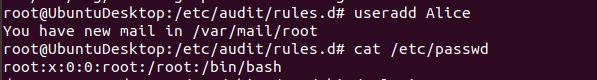 root@UbuntuDesktop:/etc/audit/rules.d# useradd Alice
You have new mail in /var/mail/root
root@UbuntuDesktop:/etc/audit/rules.d# cat /etc/passwd
root:x:0:0:root:/root:/bin/bash